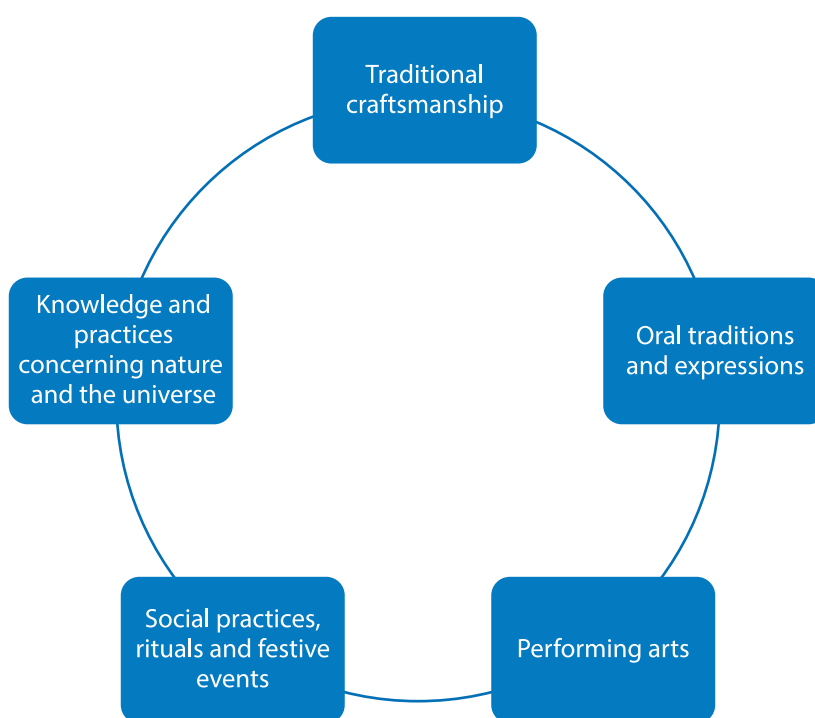 Traditional
craftsmanship
Oral traditions
and expressions
Performing arts
Social practices,
rituals and festive
events
Knowledge and
practices
concerning nature
and the universe